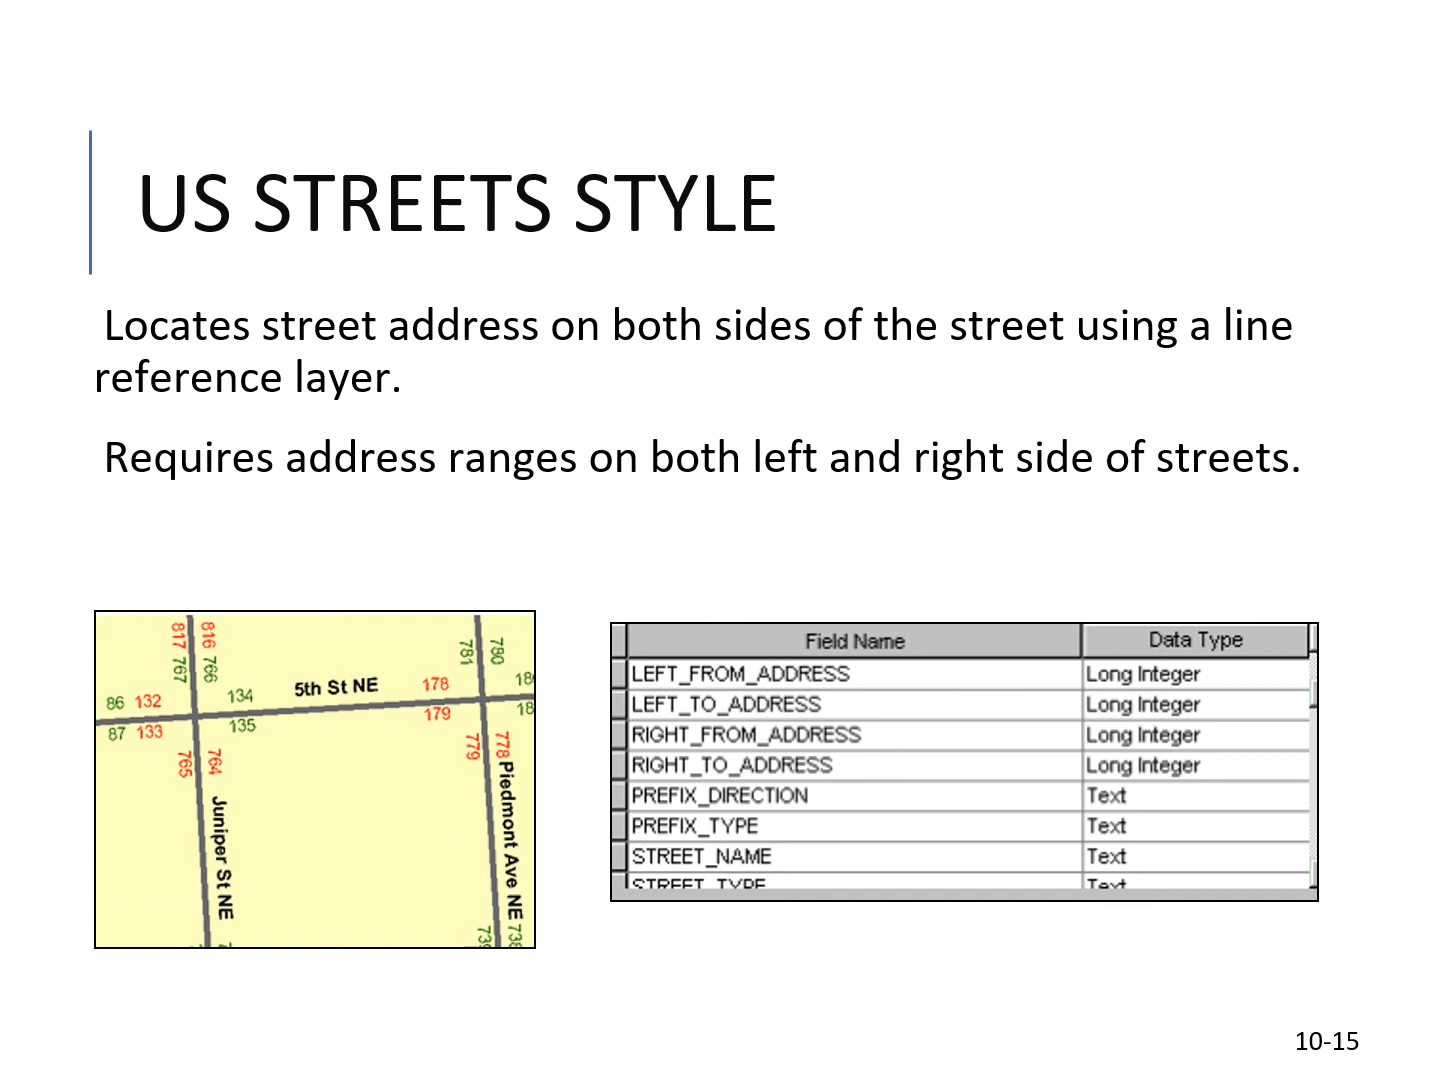 US STREETS STYLE
Locates street address on both sides of the street using a line
reference layer.
Requires address ranges on both left and right side of streets.
817 816
767 766
781 780
86 132 134 5th St NE 178
87 133 135 179
765 764
779 778
Juniper St NE
Piedmont Ave NE
Field Name Data Type
LEFT_FROM_ADDRESS Long Integer
LEFT_TO_ADDRESS Long Integer
RIGHT_FROM_ADDRESS Long Integer
RIGHT_TO_ADDRESS Long Integer
PREFIX_DIRECTION Text
PREFIX_TYPE Text
STREET_NAME Text
STREET_TYPE Text
10-15